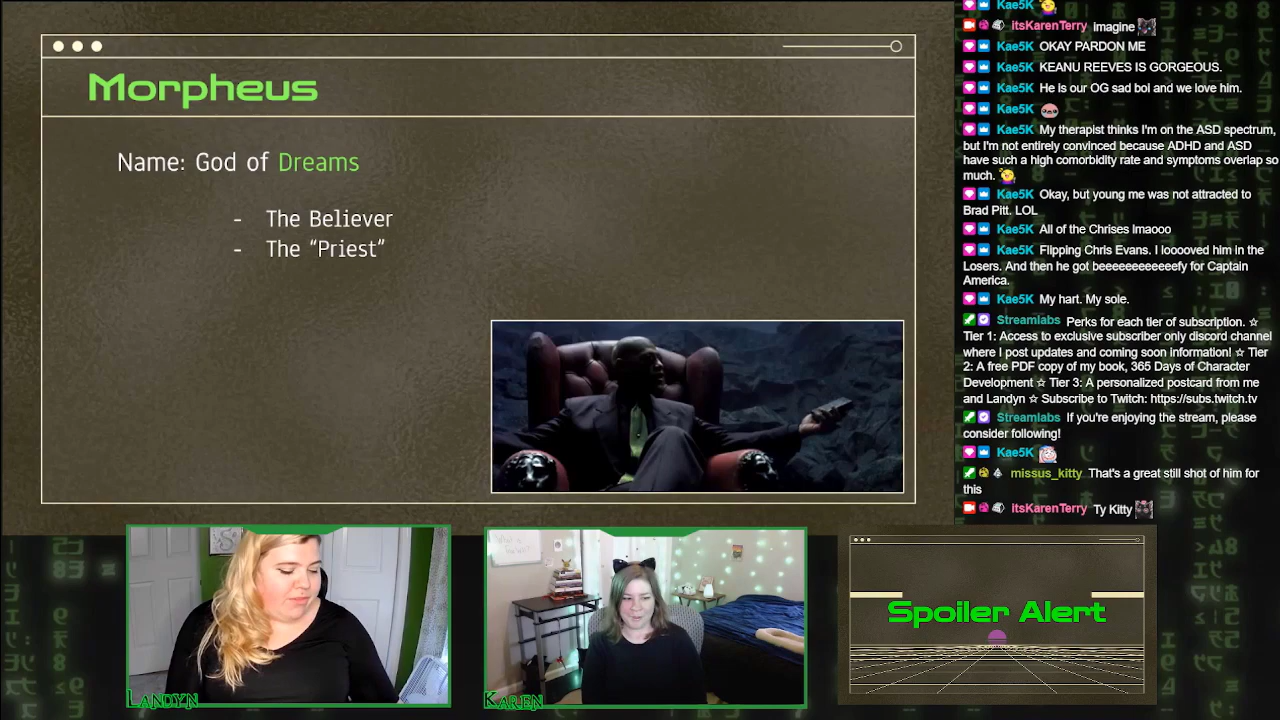 Morpheus
Name: God of Dreams
- The Believer
- The “Priest”
LANDYN
KAREN
Spoiler Alert
Kae5K
itsKarenTerry imagine
Kae5K OKAY PARDON ME
Kae5K KEANU REEVES IS GORGEOUS.
Kae5K He is our OG sad boi and we love him.
Kae5K
Kae5K My therapist thinks I'm on the ASD spectrum,
but I'm not entirely convinced because ADHD and ASD
have such a high comorbidity rate and symptoms overlap so
much.
Kae5K Okay, but young me was not attracted to
Brad Pitt. LOL
Kae5K All of the Chrises lmaooo
Kae5K Flipping Chris Evans. I looooved him in the
Losers. And then he got beeeeeeeeeeefy for Captain
America.
Kae5K My hart. My sole.
Streamlabs Perks for each tier of subscription. ☆
Tier 1: Access to exclusive subscriber only discord channel
where I post updates and coming soon information! ☆ Tier
2: A free PDF copy of my book, 365 Days of Character
Development ☆ Tier 3: A personalized postcard from me
and Landyn ☆ Subscribe to Twitch: https://subs.twitch.tv
Streamlabs If you're enjoying the stream, please
consider following!
Kae5K
missus_kitty That's a great still shot of him for
this
itsKarenTerry Ty Kitty